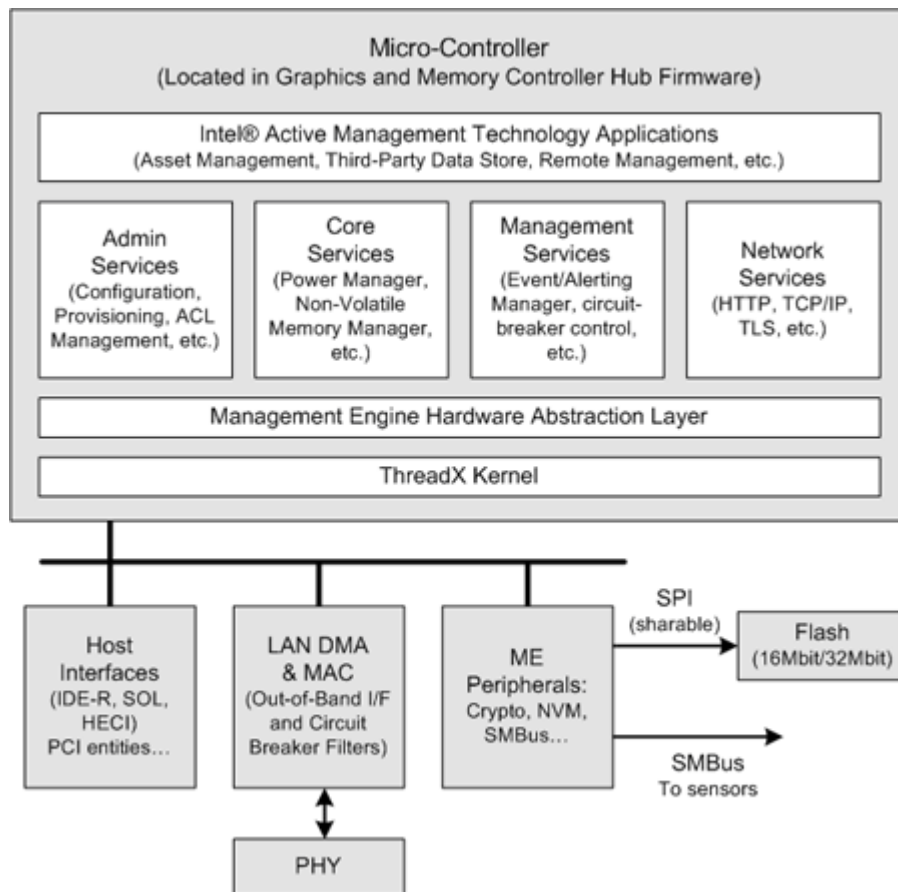 Micro-Controller
(Located in Graphics and Memory Controller Hub Firmware)
Intel® Active Management Technology Applications
(Asset Management, Third-Party Data Store, Remote Management, etc.)
Admin
Services
(Configuration,
Provisioning, ACL
Management, etc.)
Core
Services
(Power Manager,
Non-Volatile
Memory Manager,
etc.)
Management
Services
(Event/Alerting
Manager, circuit-
breaker control,
etc.)
Network
Services
(HTTP, TCP/IP,
TLS, etc.)
Management Engine Hardware Abstraction Layer
ThreadX Kernel
Host
Interfaces
(IDE-R, SOL,
HECI)
PCI entities…
LAN DMA
& MAC
(Out-of-Band I/F
and Circuit
Breaker Filters)
ME
Peripherals:
Crypto, NVM,
SMBus…
SPI
(sharable)
Flash
(16Mbit/32Mbit)
SMBus
To sensors
PHY